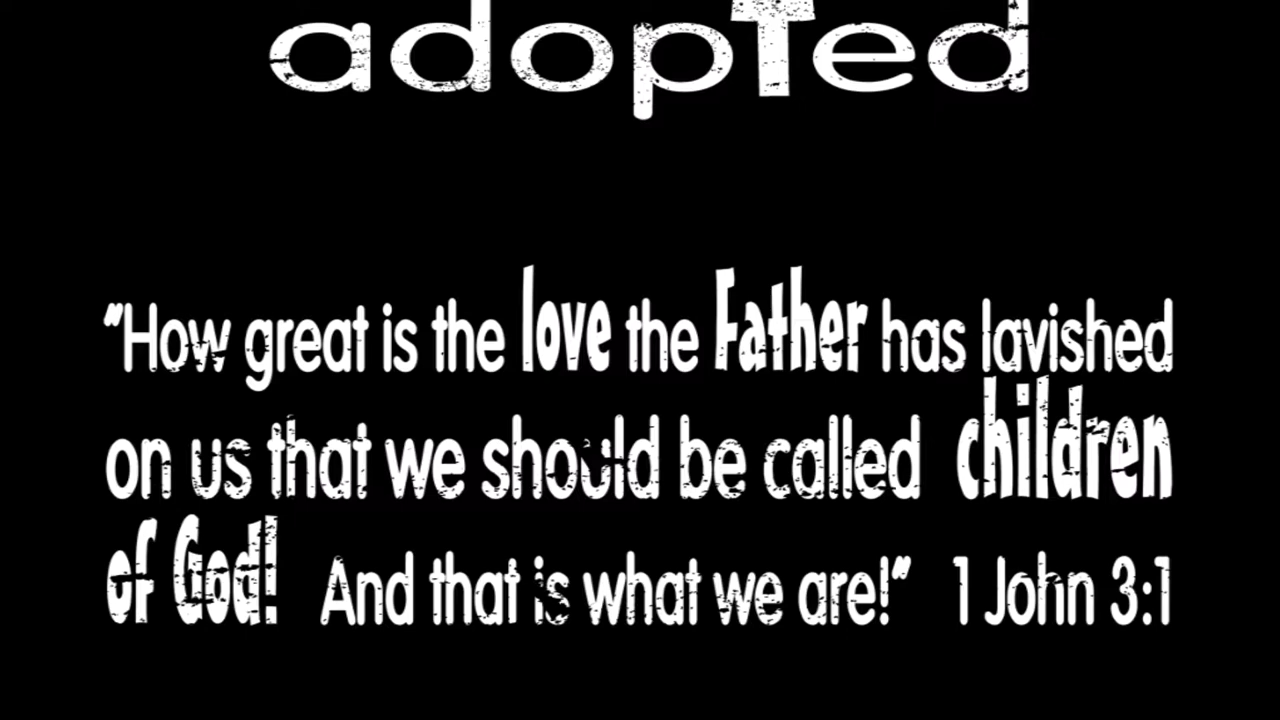 adopTed
“How great is the love the Father has lavished
on us that we should be called children
of God! And that is what we are!” 1 John 3:1